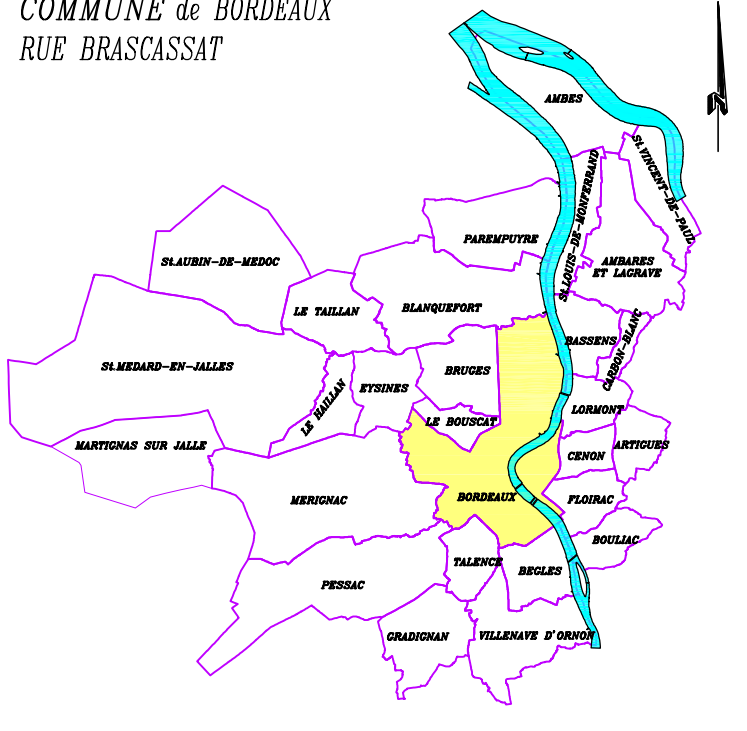 COMMUNE de BORDEAUX
RUE BRASCASSAT
N
AMBES
St.VINCENT-DE-PAUL
St.LOUIS-DE-MONFERRAND
PAREMPUYRE
AMBARES
ET LAGRAVE
St.AUBIN-DE-MEDOC
LE TAILLAN
BLANQUEFORT
BASSENS
CARBON-BLANC
St.MEDARD-EN-JALLES
BRUGES
EYSINES
LE HAILLAN
LE BOUSCAT
LORMONT
MARTIGNAS SUR JALLE
CENON
ARTIGUES
MERIGNAC
BORDEAUX
FLOIRAC
BOULIAC
TALENCE
BEGLES
PESSAC
GRADIGNAN
VILLENAVE D'ORNON